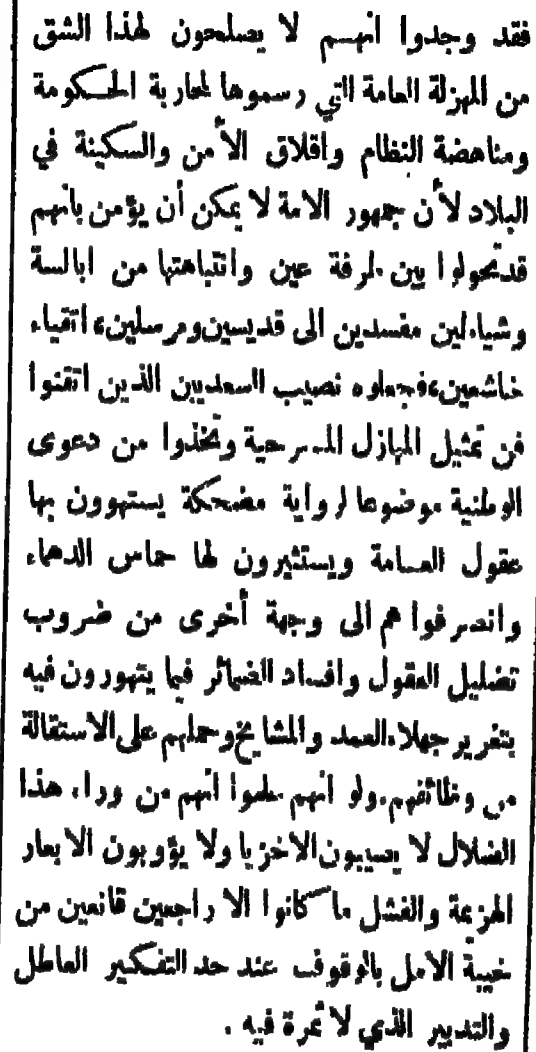 فقد وجدوا انهم لا يصلحون لهذا الشق
من المهزلة العامة التي رسموها لمحاربة الحكومة
ومناهضة النظام واقلاق الأمن والسكينة في
البلاد لأن جمهور الامة لا يمكن أن يؤمن بانهم
قد تحولوا بين طرفة عين وانتباهتها من ابالسة
وشياطين مفسدين الى قديسين ومرسلين، اتقياء
خاشعين، فجعلوه نصيب السعديين الذين اتقنوا
فن تمثيل المهازل المسرحية وتخذوا من دعوى
الوطنية موضوعا لرواية مضحكة يستهوون بها
عقول العامة ويستثيرون لها حماس الدهماء
وانصرفوا هم الى وجهة أخرى من ضروب
تضليل العقول وافساد الضمائر فيما يتهورون فيه
بتغرير جهلاء العمد والمشايخ وحملهم على الاستقالة
من وظائفهم. ولو انهم علموا انهم من وراء هذا
الضلال لا يصيبون الا خزيا ولا يؤوبون الا بعار
الهزيمة والفشل ما كانوا الا راجعين قانعين من
خيبة الامل بالوقوف عند حد التفكير العاطل
والتدبير الذي لا ثمرة فيه .